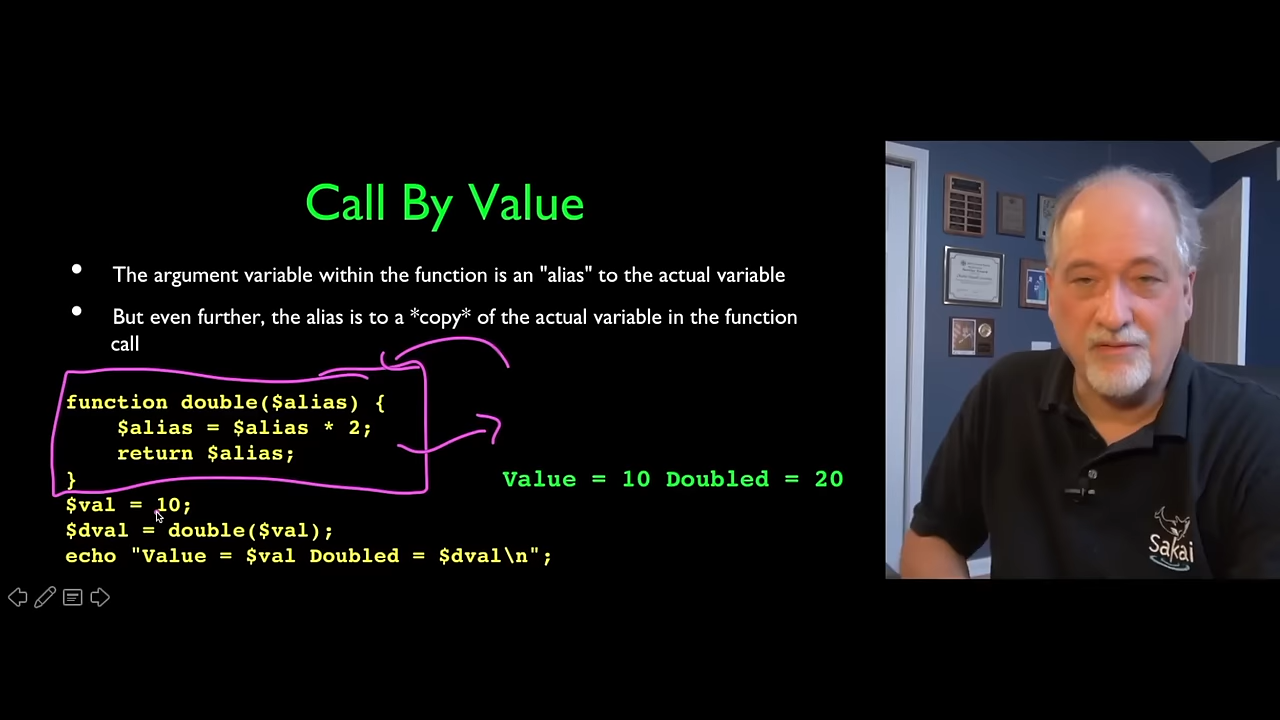 Call By Value
• The argument variable within the function is an "alias" to the actual variable
• But even further, the alias is to a *copy* of the actual variable in the function
call
function double($alias) {
    $alias = $alias * 2;
    return $alias;
}
$val = 10;
$dval = double($val);
echo "Value = $val Doubled = $dval\n";
Value = 10 Doubled = 20
Sakai